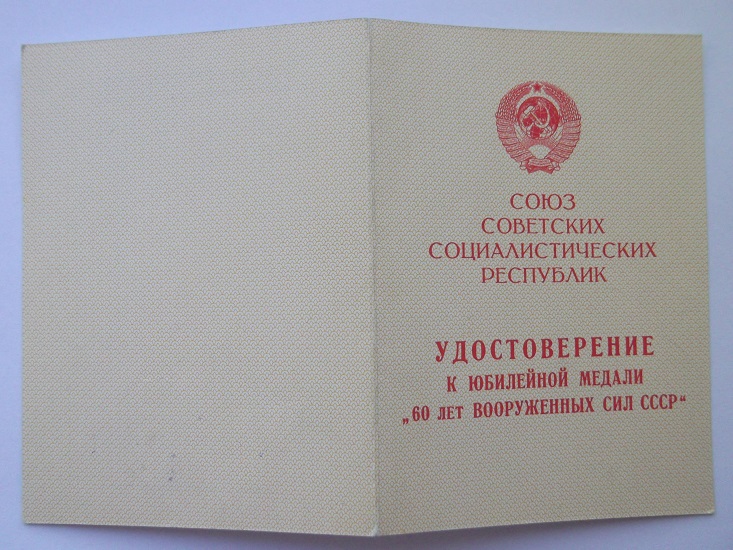 СОЮЗ
СОВЕТСКИХ
СОЦИАЛИСТИЧЕСКИХ
РЕСПУБЛИК
УДОСТОВЕРЕНИЕ
К ЮБИЛЕЙНОЙ МЕДАЛИ
„60 ЛЕТ ВООРУЖЕННЫХ СИЛ СССР“